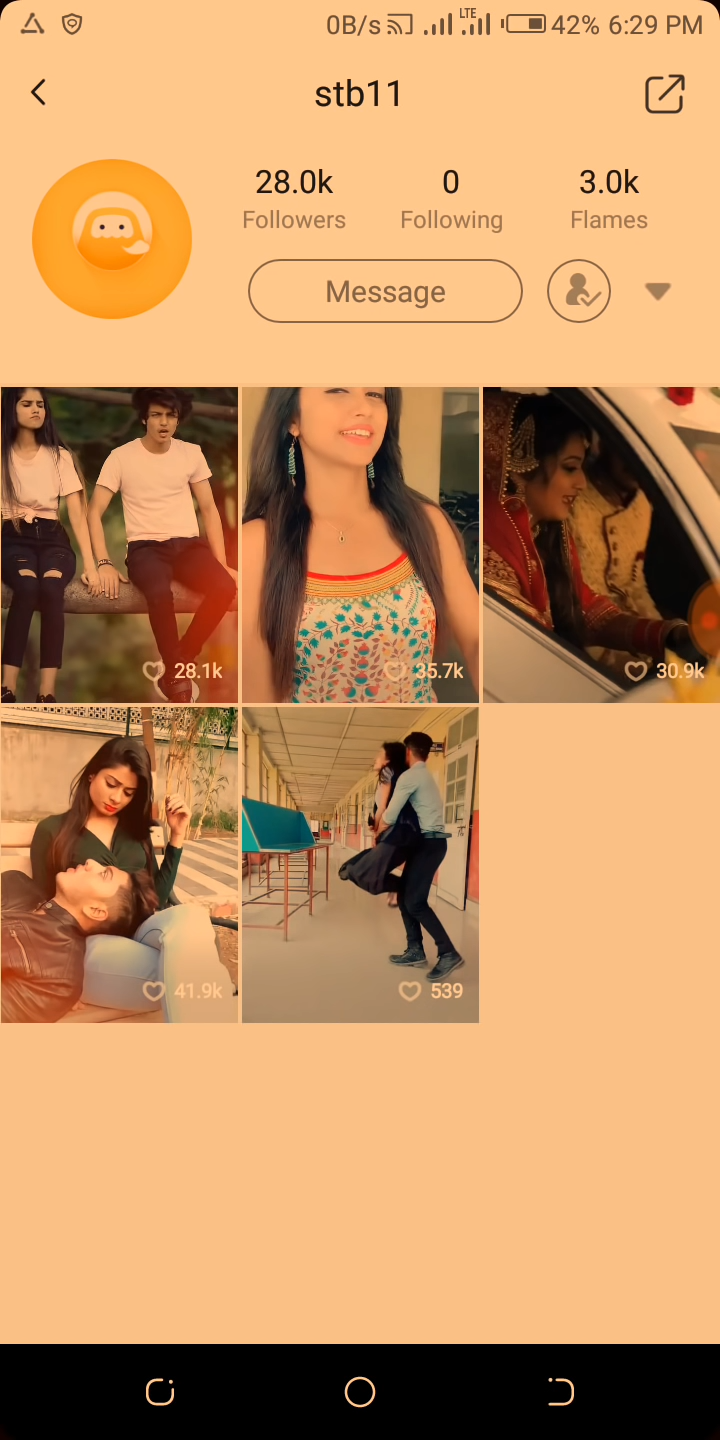 0B/s LTE 42% 6:29 PM
stb11
28.0k 0 3.0k
Followers Following Flames
Message
28.1k 35.7k 30.9k
41.9k 539